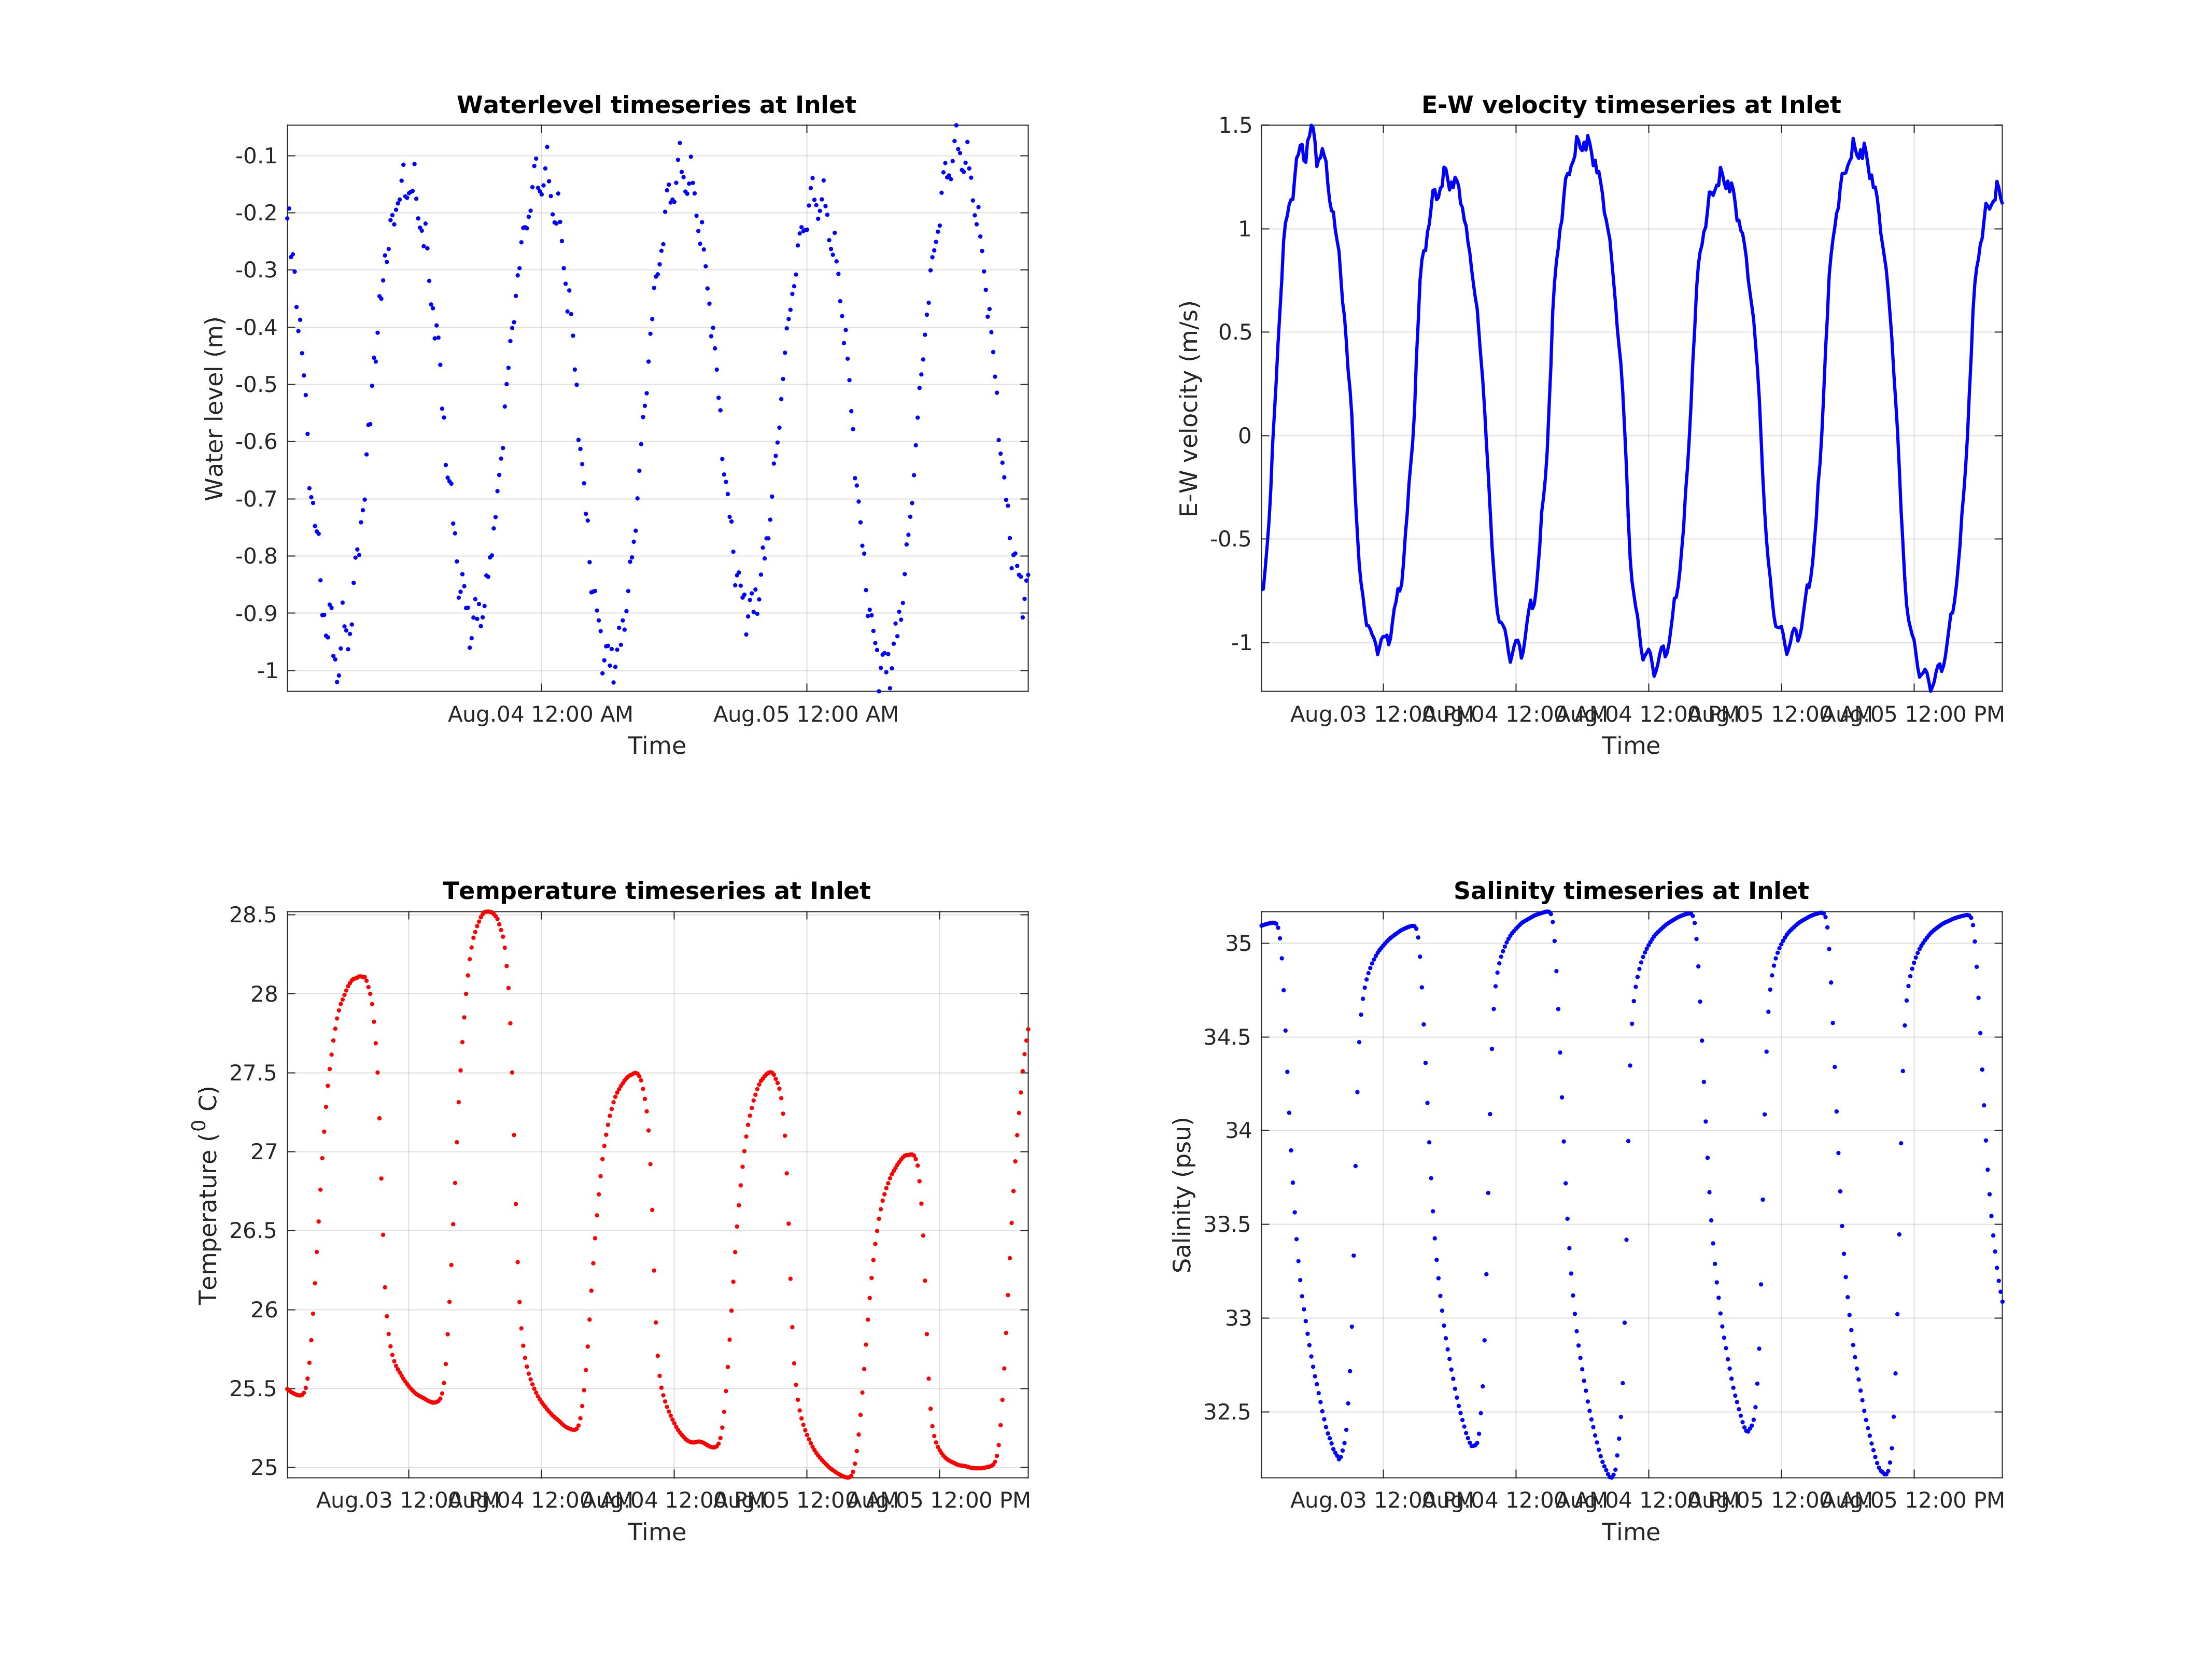 Waterlevel timeseries at Inlet
Water level (m)
-0.1
-0.2
-0.3
-0.4
-0.5
-0.6
-0.7
-0.8
-0.9
-1
Aug.04 12:00 AM
Aug.05 12:00 AM
Time
E-W velocity timeseries at Inlet
E-W velocity (m/s)
1.5
1
0.5
0
-0.5
-1
Aug.03 12:00 PM
Aug.04 12:00 AM
Aug.04 12:00 PM
Aug.05 12:00 AM
Aug.05 12:00 PM
Time
Temperature timeseries at Inlet
Temperature (⁰ C)
28.5
28
27.5
27
26.5
26
25.5
25
Aug.03 12:00 PM
Aug.04 12:00 AM
Aug.04 12:00 PM
Aug.05 12:00 AM
Aug.05 12:00 PM
Time
Salinity timeseries at Inlet
Salinity (psu)
35
34.5
34
33.5
33
32.5
Aug.03 12:00 PM
Aug.04 12:00 AM
Aug.04 12:00 PM
Aug.05 12:00 AM
Aug.05 12:00 PM
Time